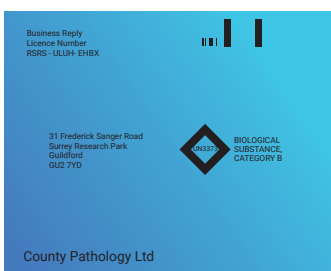 Business Reply
Licence Number
RSRS - ULUH- EHBX
31 Frederick Sanger Road
Surrey Research Park
Guildford
GU2 7YD
UN3373
BIOLOGICAL
SUBSTANCE,
CATEGORY B
County Pathology Ltd